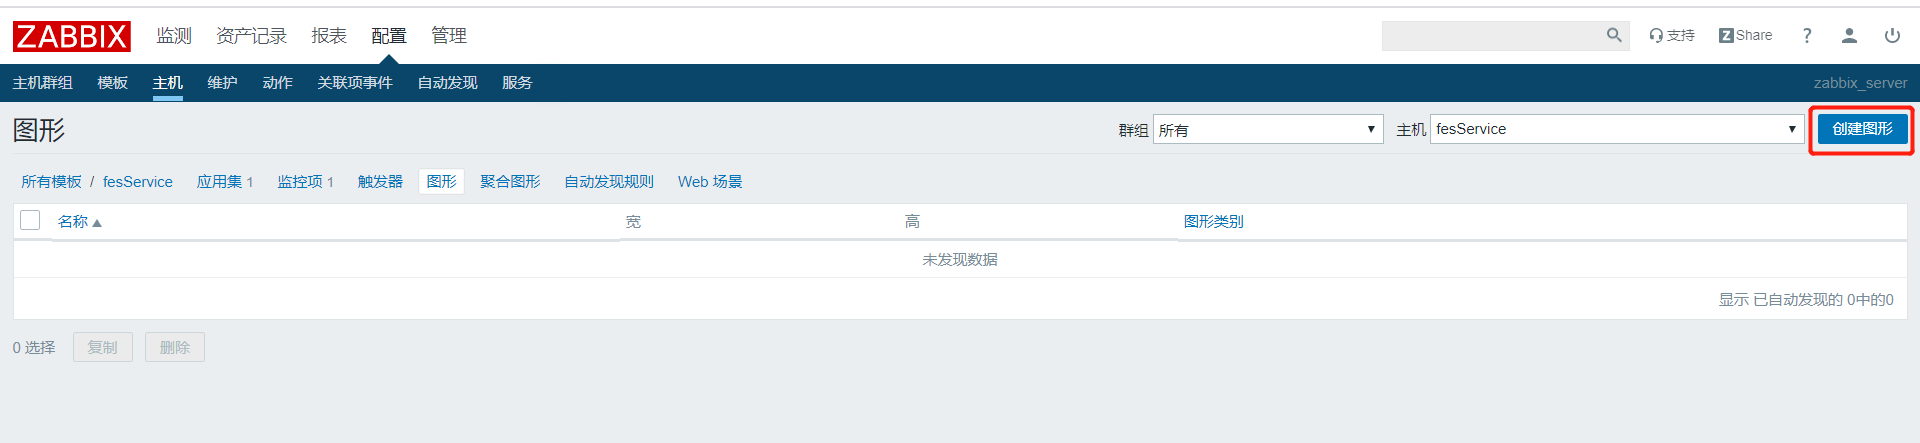 ZABBIX 监测 资产记录 报表 配置 管理 支持 Z Share ?
主机群组 模板 主机 维护 动作 关联项事件 自动发现 服务 zabbix_server
图形 群组 所有 主机 fesService 创建图形
所有模板 / fesService 应用集 1 监控项 1 触发器 图形 聚合图形 自动发现规则 Web 场景
名称 宽 高 图形类别
未发现数据
显示 已自动发现的 0中的0
0 选择 复制 删除